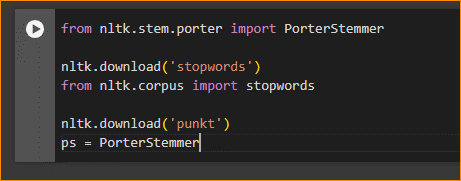 from nltk.stem.porter import PorterStemmer
nltk.download('stopwords')
from nltk.corpus import stopwords
nltk.download('punkt')
ps = PorterStemmer